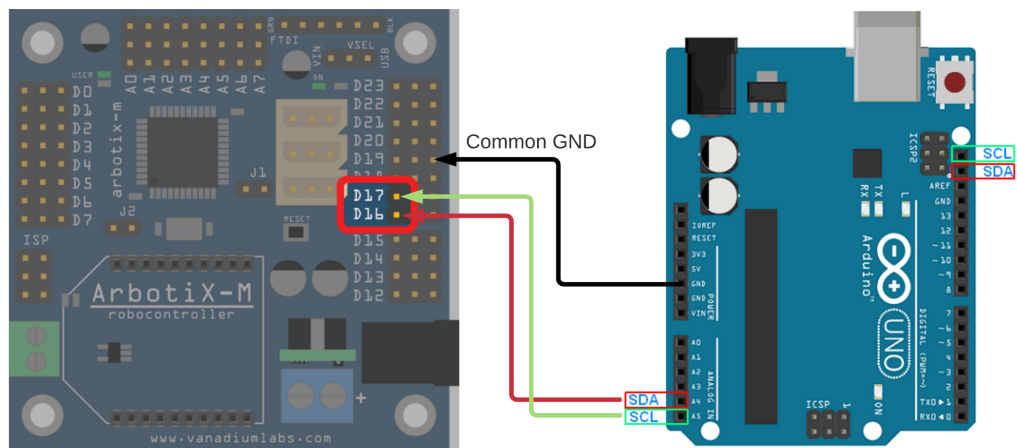 GRN
BLK
FTDI
VIN
VSEL
USB
ON
USER
A0
A1
A2
A3
A4
A5
A6
A7
D0
D1
D2
D3
D4
D5
D6
D7
arbotix-m
J1
J2
RESET
ISP
D23
D22
D21
D20
D19
D18
D17
D16
D15
D14
D13
D12
ArbotiX-M
robocontroller
+
www.vanadiumlabs.com
Common GND
RESET
ICSP2
SCL
SDA
AREF
GND
13
12
~11
~10
~9
8
7
~6
~5
4
~3
2
TXD▶1
RXD◀0
RX
TX
L
Arduino™
UNO
DIGITAL (PWM=~)
IOREF
RESET
3V3
5V
GND
GND
VIN
POWER
A0
A1
A2
A3
A4
A5
ANALOG IN
SDA
SCL
ICSP
1
ON